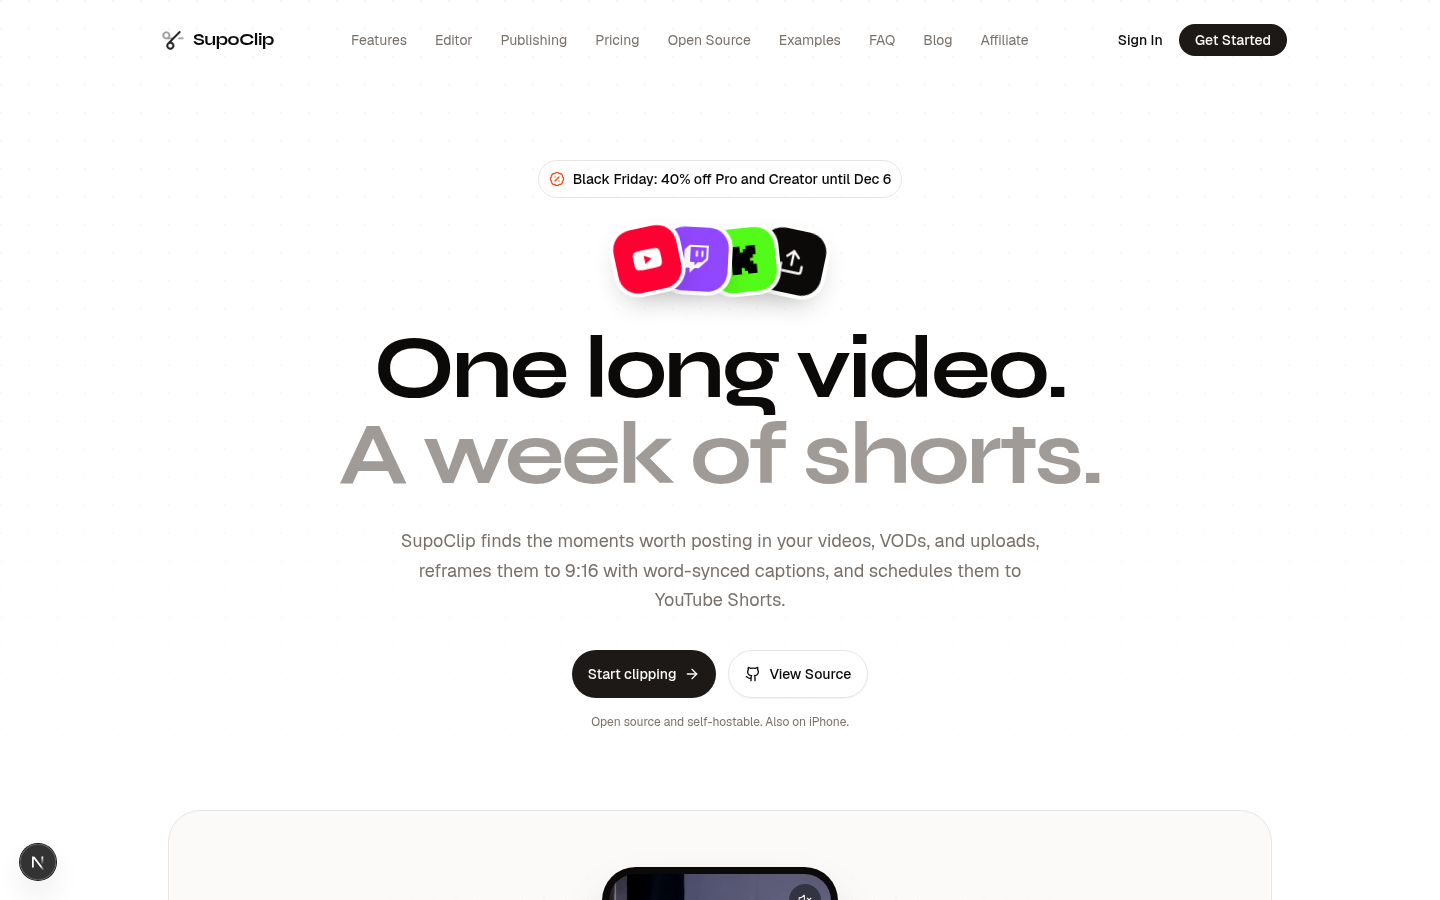 SupoClip
Features
Editor
Publishing
Pricing
Open Source
Examples
FAQ
Blog
Affiliate
Sign In
Get Started
Black Friday: 40% off Pro and Creator until Dec 6
One long video.
A week of shorts.
SupoClip finds the moments worth posting in your videos, VODs, and uploads,
reframes them to 9:16 with word-synced captions, and schedules them to
YouTube Shorts.
Start clipping
View Source
Open source and self-hostable. Also on iPhone.
N